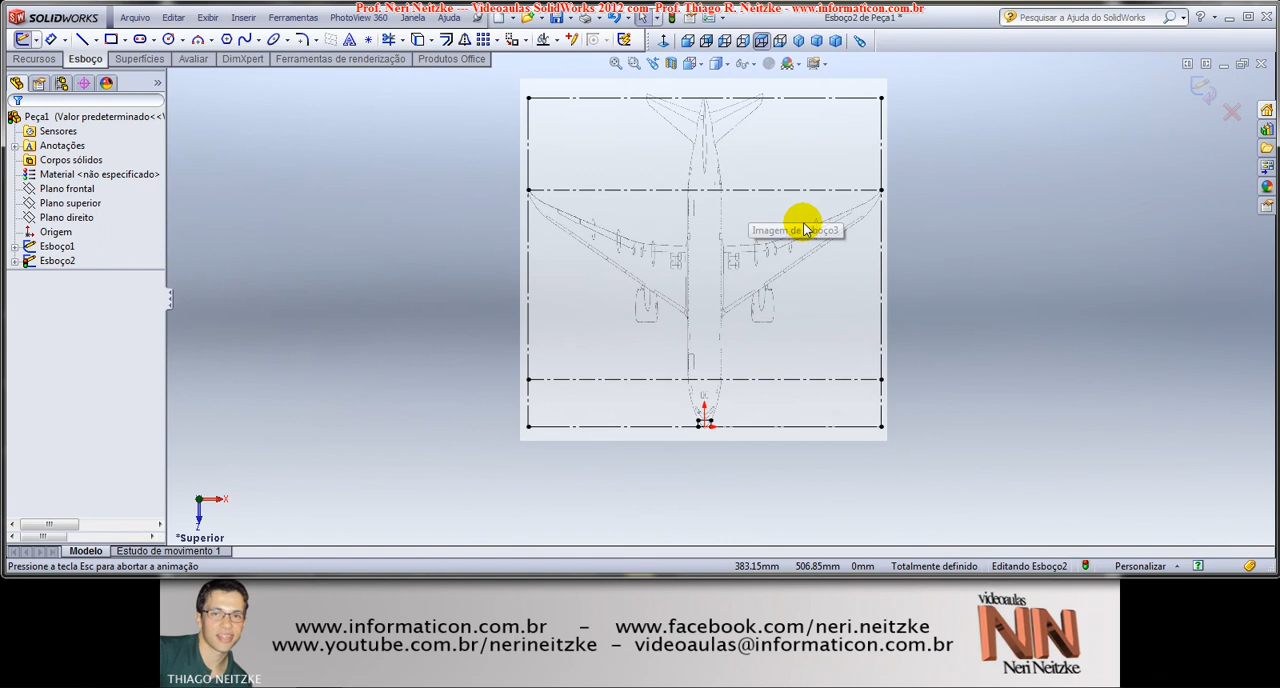 SOLIDWORKS
Prof. Neri Neitzke --- Videoaulas SolidWorks 2012 com- Prof. Thiago R. Neitzke - www.informaticon.com.br
Arquivo Editar Exibir Inserir Ferramentas PhotoView 360 Janela Ajuda
Esboço2 de Peça1 *
Pesquisar a Ajuda do SolidWorks
Recursos Esboço Superfícies Avaliar DimXpert Ferramentas de renderização Produtos Office
Peça1 (Valor predeterminado<<
Sensores
Anotações
Corpos sólidos
Material <não especificado>
Plano frontal
Plano superior
Plano direito
Origem
Esboço1
Esboço2
Imagem de Esboço3
X
Z
*Superior
Modelo Estudo de movimento 1
Pressione a tecla Esc para abortar a animação
383.15mm 506.85mm 0mm Totalmente definido Editando Esboço2 Personalizar
www.informaticon.com.br - www.facebook.com/neri.neitzke
www.youtube.com.br/nerineitzke - videoaulas@informaticon.com.br
THIAGO NEITZKE
videoaulas
NN
Neri Neitzke